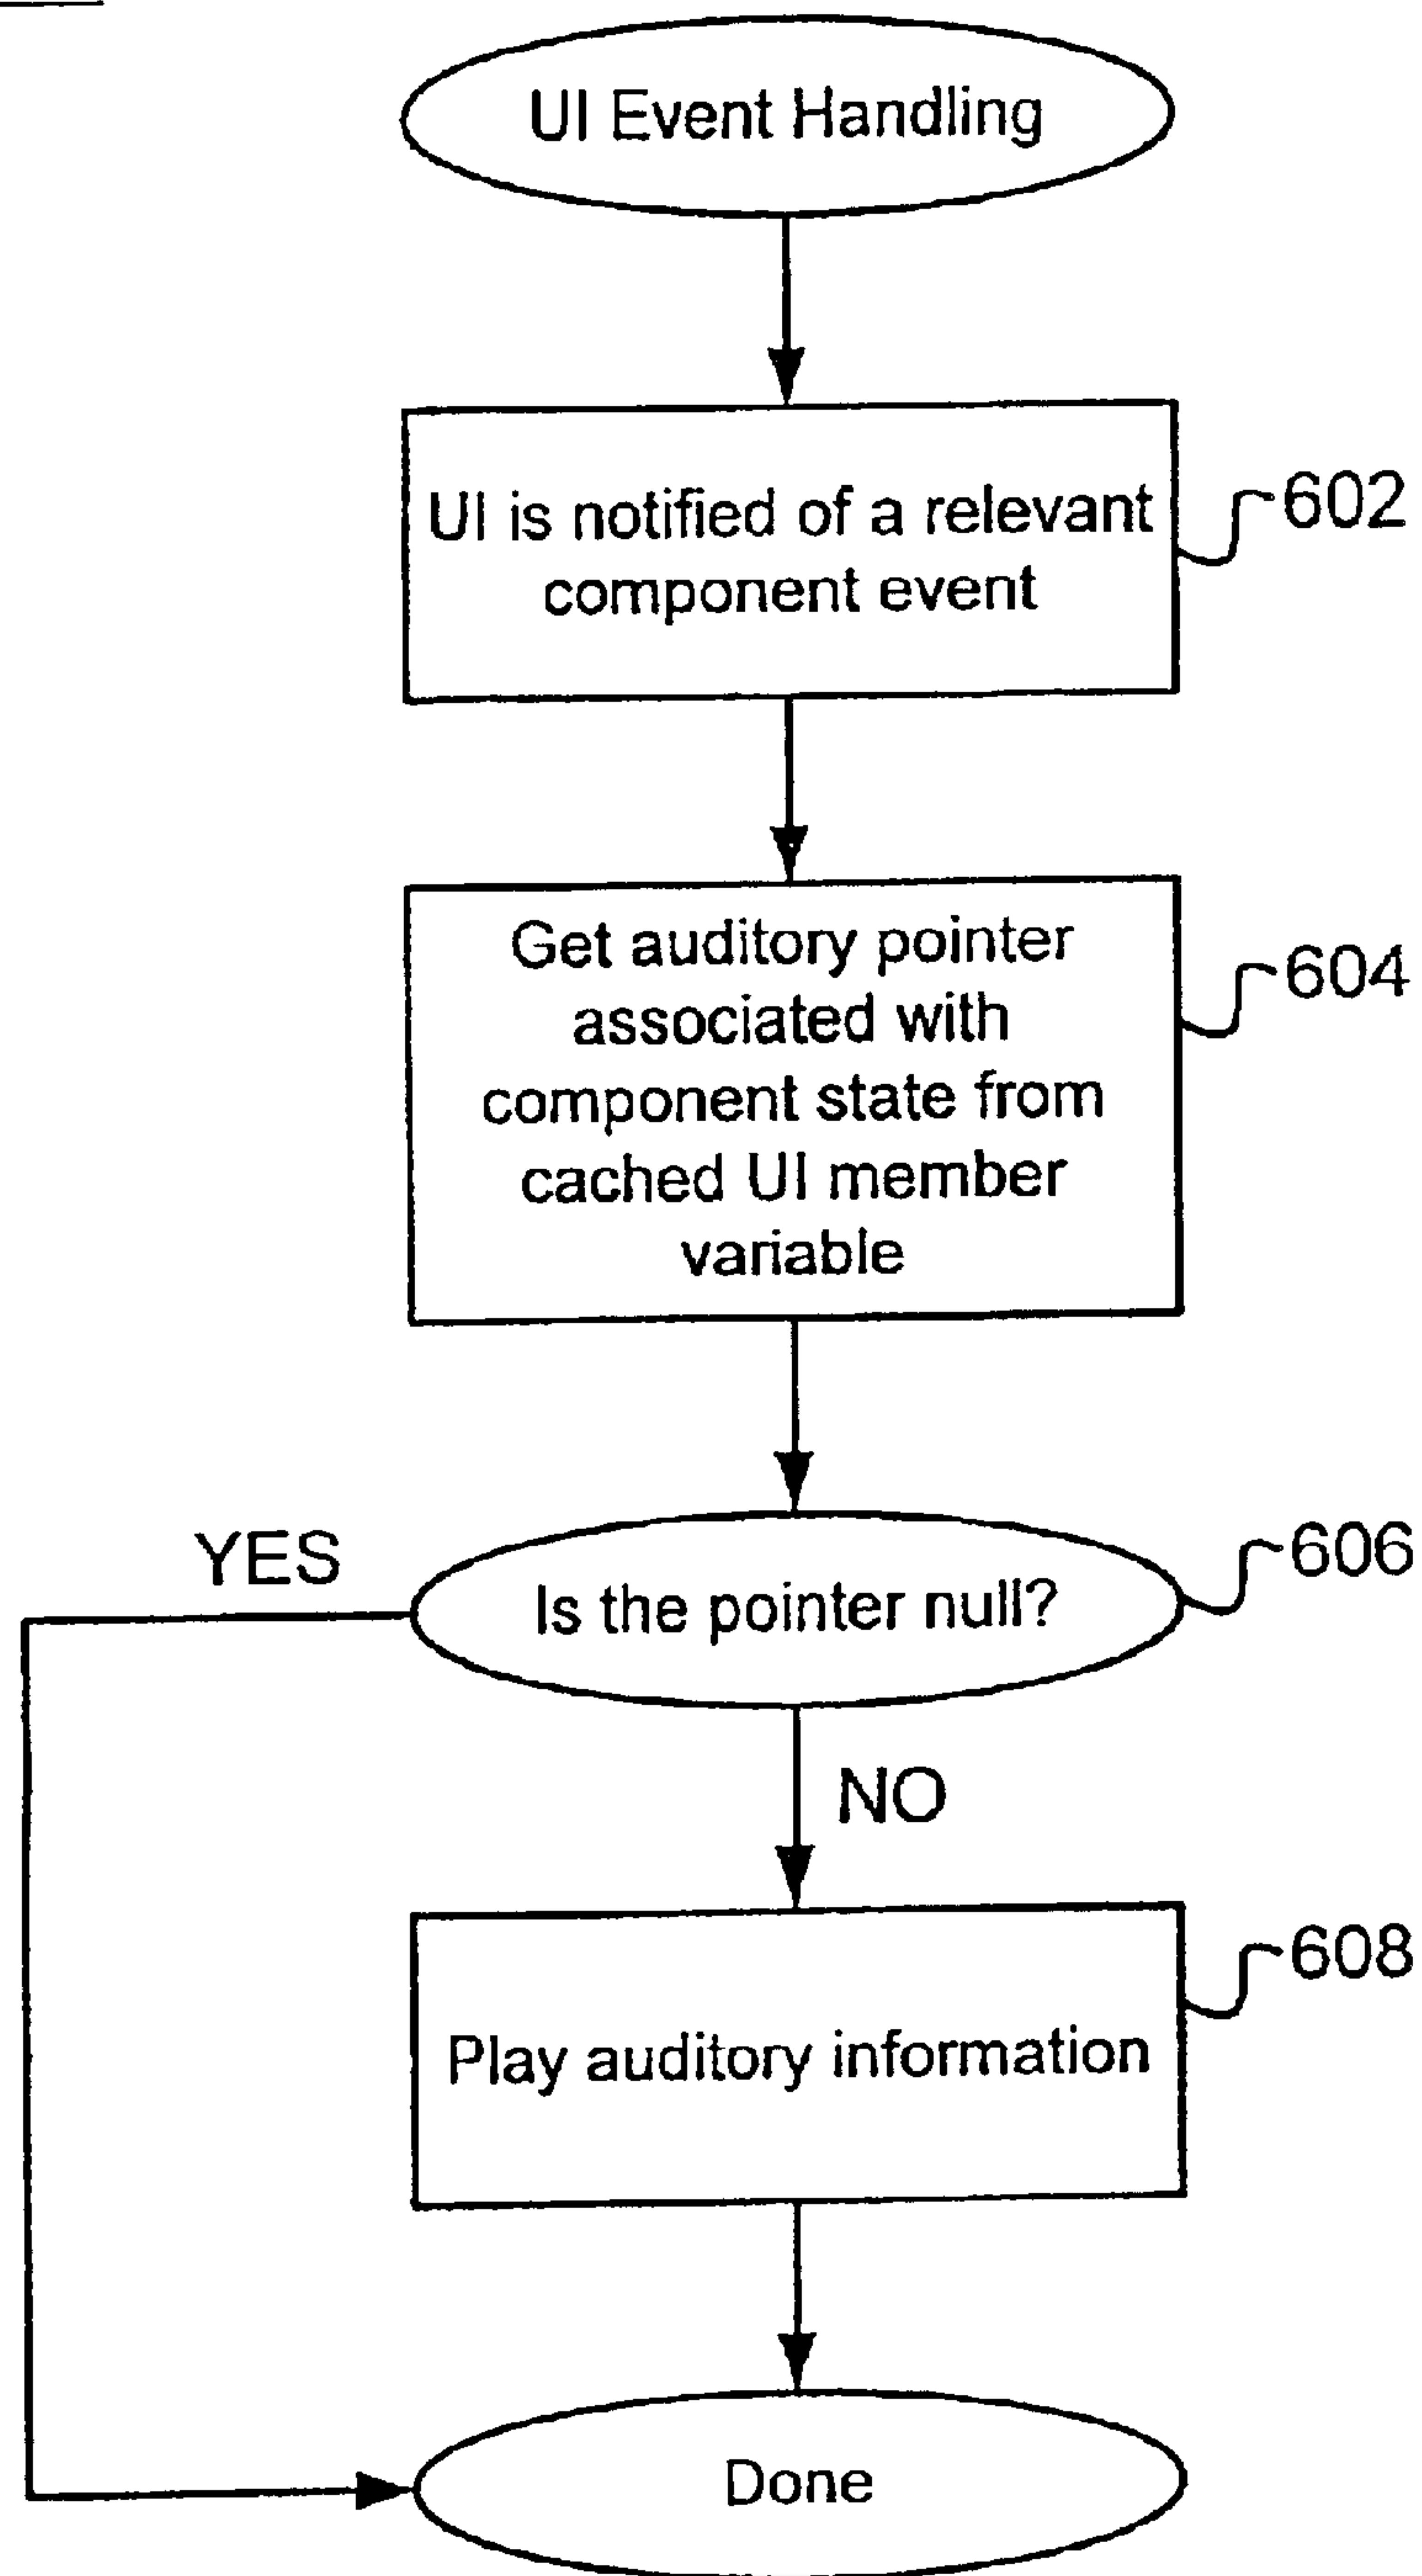 UI Event Handling
UI is notified of a relevant
component event
602
Get auditory pointer
associated with
component state from
cached UI member
variable
604
YES
Is the pointer null?
606
NO
Play auditory information
608
Done